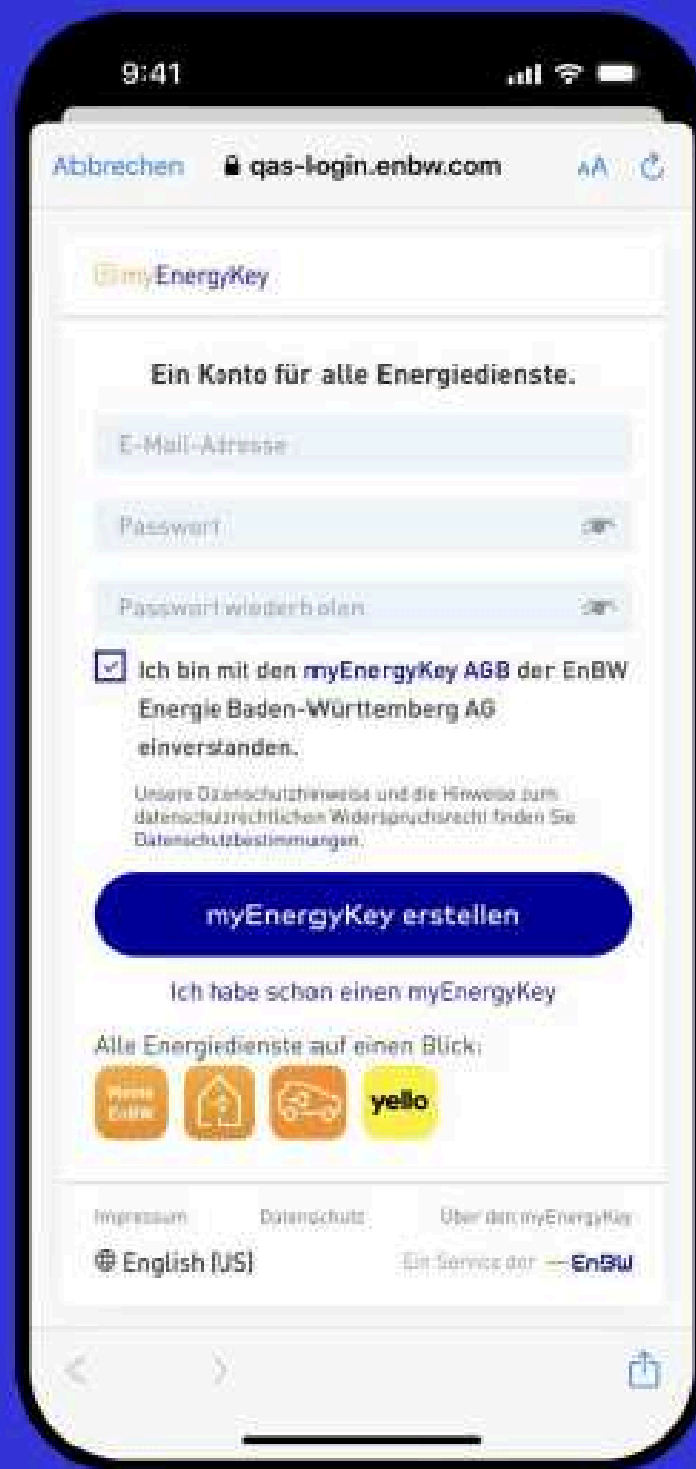 9:41
Abbrechen qas-login.enbw.com AA
myEnergyKey
Ein Konto für alle Energiedienste.
E-Mail-Adresse
Passwort
Passwort wiederholen
Ich bin mit den myEnergyKey AGB der EnBW
Energie Baden-Württemberg AG
einverstanden.
Unsere Datenschutzhinweise und die Hinweise zum
datenschutzrechtlichen Widerspruchsrecht finden Sie
Datenschutzbestimmungen.
myEnergyKey erstellen
Ich habe schon einen myEnergyKey
Alle Energiedienste auf einen Blick:
Meine
EnBW
yello
Impressum Datenschutz Über den myEnergyKey
English (US) Ein Service der EnBW